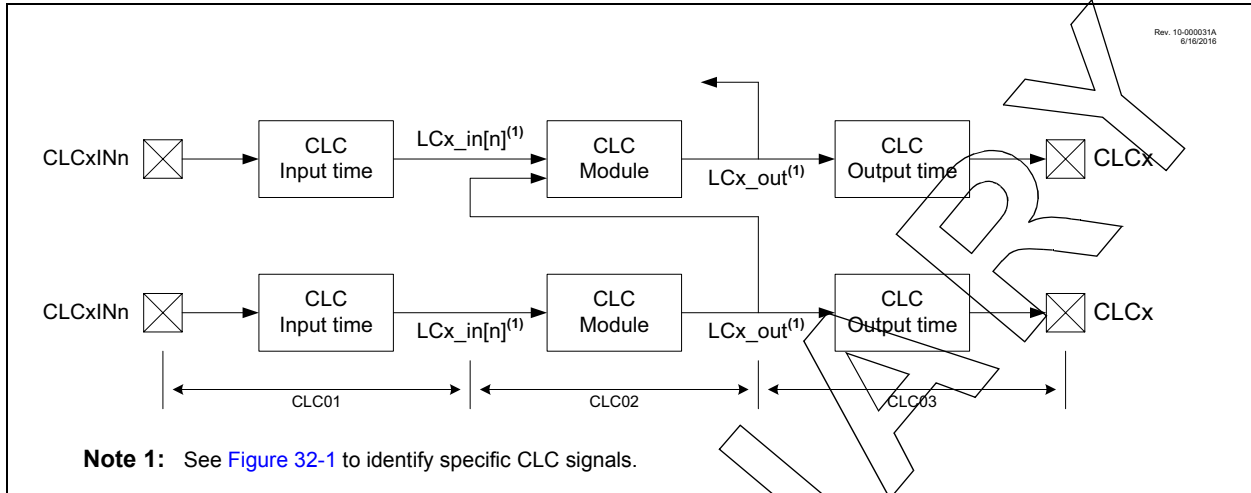 Rev. 10-000031A
6/16/2016
CLCxINn
CLC
Input time
LCx_in[n](1)
CLC
Module
LCx_out(1)
CLC
Output time
CLCx
CLCxINn
CLC
Input time
LCx_in[n](1)
CLC
Module
LCx_out(1)
CLC
Output time
CLCx
CLC01
CLC02
CLC03
Note 1: See Figure 32-1 to identify specific CLC signals.
IARY